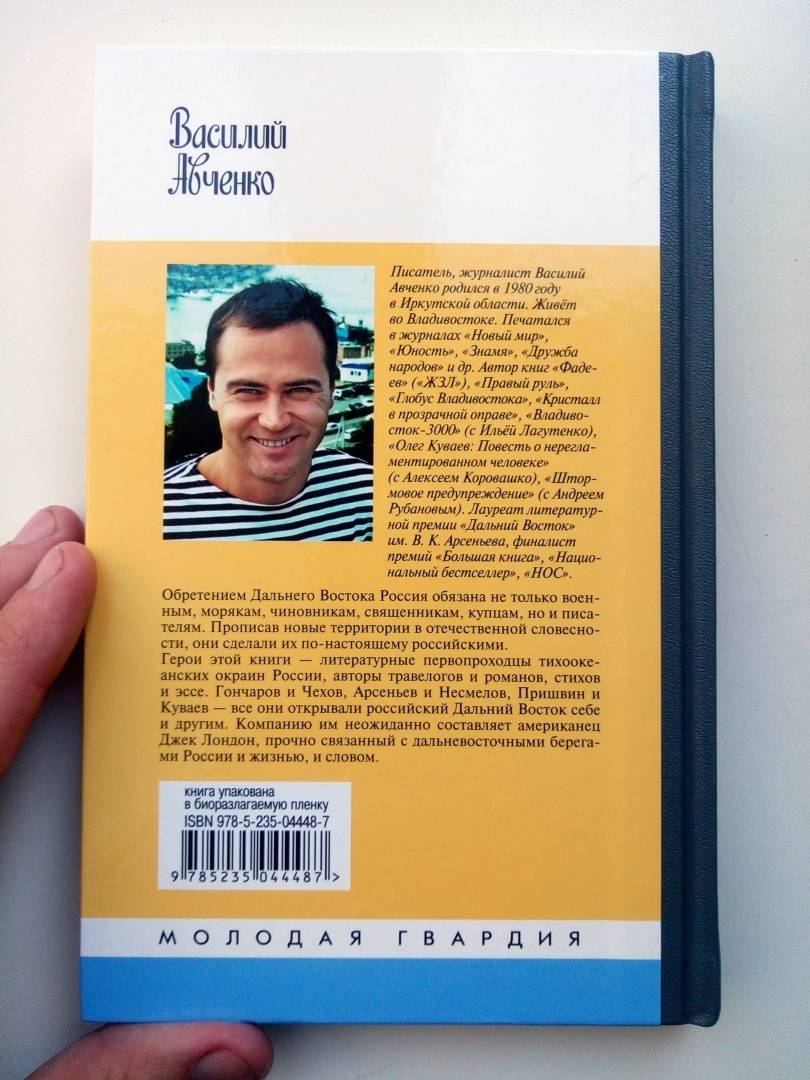 Василий
Авченко
Писатель, журналист Василий
Авченко родился в 1980 году
в Иркутской области. Живёт
во Владивостоке. Печатался
в журналах «Новый мир»,
«Юность», «Знамя», «Дружба
народов» и др. Автор книг «Фаде-
ев» («ЖЗЛ»), «Правый руль»,
«Глобус Владивостока», «Кристалл
в прозрачной оправе», «Владиво-
сток-3000» (с Ильёй Лагутенко),
«Олег Куваев: Повесть о нерегла-
ментированном человеке»
(с Алексеем Коровашко), «Штор-
мовое предупреждение» (с Андреем
Рубановым). Лауреат литератур-
ной премии «Дальний Восток»
им. В. К. Арсеньева, финалист
премий «Большая книга», «Нацио-
нальный бестселлер», «НОС».
Обретением Дальнего Востока Россия обязана не только воен-
ным, морякам, чиновникам, священникам, купцам, но и писа-
телям. Прописав новые территории в отечественной словесно-
сти, они сделали их по-настоящему российскими.
Герои этой книги — литературные первопроходцы тихооке-
анских окраин России, авторы травелогов и романов, стихов
и эссе. Гончаров и Чехов, Арсеньев и Несмелов, Пришвин и
Куваев — все они открывали российский Дальний Восток себе
и другим. Компанию им неожиданно составляет американец
Джек Лондон, прочно связанный с дальневосточными берега-
ми России и жизнью, и словом.
книга упакована
в биоразлагаемую пленку
ISBN 978-5-235-04448-7
9 785235 044487 >
МОЛОДАЯ ГВАРДИЯ